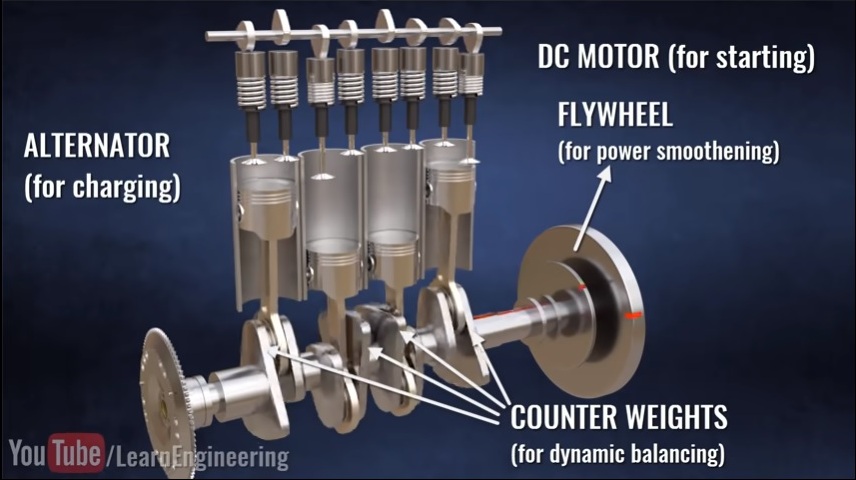 DC MOTOR (for starting)
FLYWHEEL
(for power smoothening)
ALTERNATOR
(for charging)
COUNTER WEIGHTS
(for dynamic balancing)
YouTube/LearnEngineering